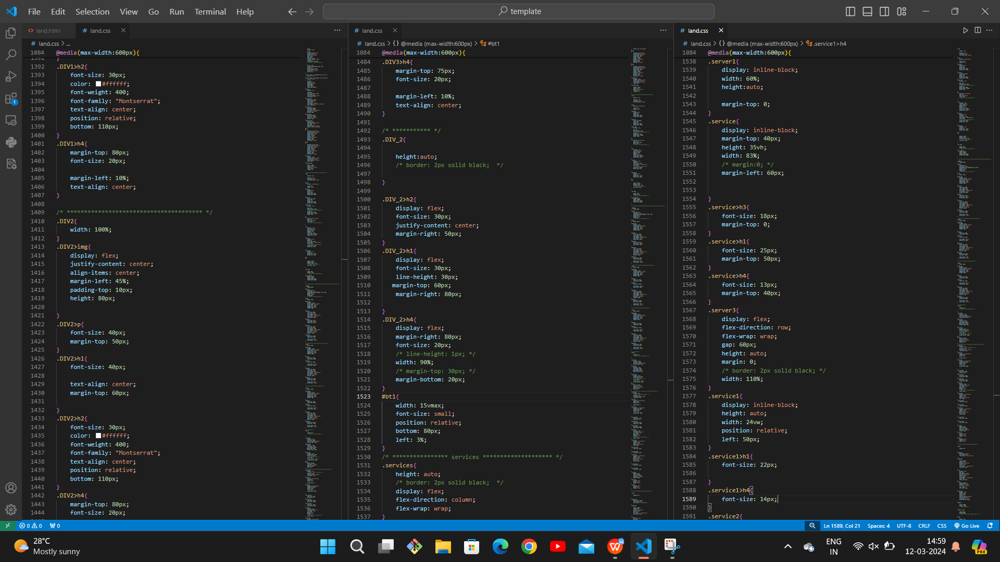 File Edit Selection View Go Run Terminal Help
template
land.html
# land.css
# land.css > ...
1084 @media(max-width:600px){
1391 }
1392 .DIV1>h2{
1393 font-size: 30px;
1394 color: #ffffff;
1395 font-weight: 400;
1396 font-family: "Montserrat";
1397 text-align: center;
1398 position: relative;
1399 bottom: 110px;
1400 }
1401 .DIV1>h4{
1402 margin-top: 80px;
1403 font-size: 20px;
1404
1405 margin-left: 10%;
1406 text-align: center;
1407 }
1408
1409 /* *************************************** */
1410 .DIV2{
1411 width: 100%;
1412 }
1413 .DIV2>img{
1414 display: flex;
1415 justify-content: center;
1416 align-items: center;
1417 margin-left: 45%;
1418 padding-top: 10px;
1419 height: 80px;
1420
1421 }
1422 .DIV2>p{
1423 font-size: 40px;
1424 margin-top: 50px;
1425 }
1426 .DIV2>h1{
1427 font-size: 40px;
1428
1429 text-align: center;
1430 margin-top: 60px;
1431
1432 }
1433 .DIV2>h2{
1434 font-size: 30px;
1435 color: #ffffff;
1436 font-weight: 400;
1437 font-family: "Montserrat";
1438 text-align: center;
1439 position: relative;
1440 bottom: 110px;
1441 }
1442 .DIV2>h4{
1443 margin-top: 80px;
1444 font-size: 20px;
# land.css
# land.css > {} @media (max-width:600px) > #bt1
1084 @media(max-width:600px){
1484 .DIV3>h4{
1485 margin-top: 75px;
1486 font-size: 20px;
1487
1488 margin-left: 10%;
1489 text-align: center;
1490 }
1491
1492 /* *********** */
1493 .DIV_2{
1494
1495 height:auto;
1496 /* border: 2px solid black;  */
1497
1498 }
1499
1500 .DIV_2>h2{
1501 display: flex;
1502 font-size: 30px;
1503 justify-content: center;
1504 margin-right: 50px;
1505 }
1506 .DIV_2>h1{
1507 display: flex;
1508 font-size: 30px;
1509 line-height: 30px;
1510 margin-top: 60px;
1511 margin-right: 80px;
1512
1513 }
1514 .DIV_2>h4{
1515 display: flex;
1516 margin-right: 80px;
1517 font-size: 20px;
1518 /* line-height: 1px; */
1519 width: 90%;
1520 /* margin-top: 30px; */
1521 margin-bottom: 20px;
1522 }
1523 #bt1{
1524 width: 15vmax;
1525 font-size: small;
1526 position: relative;
1527 bottom: 80px;
1528 left: 3%;
1529 }
1530 /* **************** services ******************** */
1531 .services{
1532 height: auto;
1533 /* border: 2px solid black;  */
1534 display: flex;
1535 flex-direction: column;
1536 flex-wrap: wrap;
1537 }
# land.css
# land.css > {} @media (max-width:600px) > .service1>h4
1084 @media(max-width:600px){
1538 .server1{
1539 display: inline-block;
1540 width: 60%;
1541 height:auto;
1542
1543 margin-top: 0;
1544 }
1545 .service{
1546 display: inline-block;
1547 margin-top: 40px;
1548 height: 35vh;
1549 width: 83%;
1550 /* margin:0; */
1551 margin-left: 60px;
1552
1553
1554 }
1555 .service>h3{
1556 font-size: 18px;
1557 margin-top: 0;
1558 }
1559 .service>h1{
1560 font-size: 25px;
1561 margin-top: 50px;
1562 }
1563 .service>h4{
1564 font-size: 13px;
1565 margin-top: 40px;
1566 }
1567 .server3{
1568 display: flex;
1569 flex-direction: row;
1570 flex-wrap: wrap;
1571 gap: 60px;
1572 height: auto;
1573 margin: 0;
1574 /* border: 2px solid black; */
1575 width: 110%;
1576 }
1577 .service1{
1578 display: inline-block;
1579 height: auto;
1580 width: 24vw;
1581 position: relative;
1582 left: 50px;
1583 }
1584 .service1>h1{
1585 font-size: 22px;
1586
1587 }
1588 .service1>h4{
1589 font-size: 14px;
1590 }
1591 .service2{
0 0 0 Ln 1589, Col 21 Spaces: 4 UTF-8 CRLF CSS Go Live
28°C
Mostly sunny
ENG
IN
14:59
12-03-2024